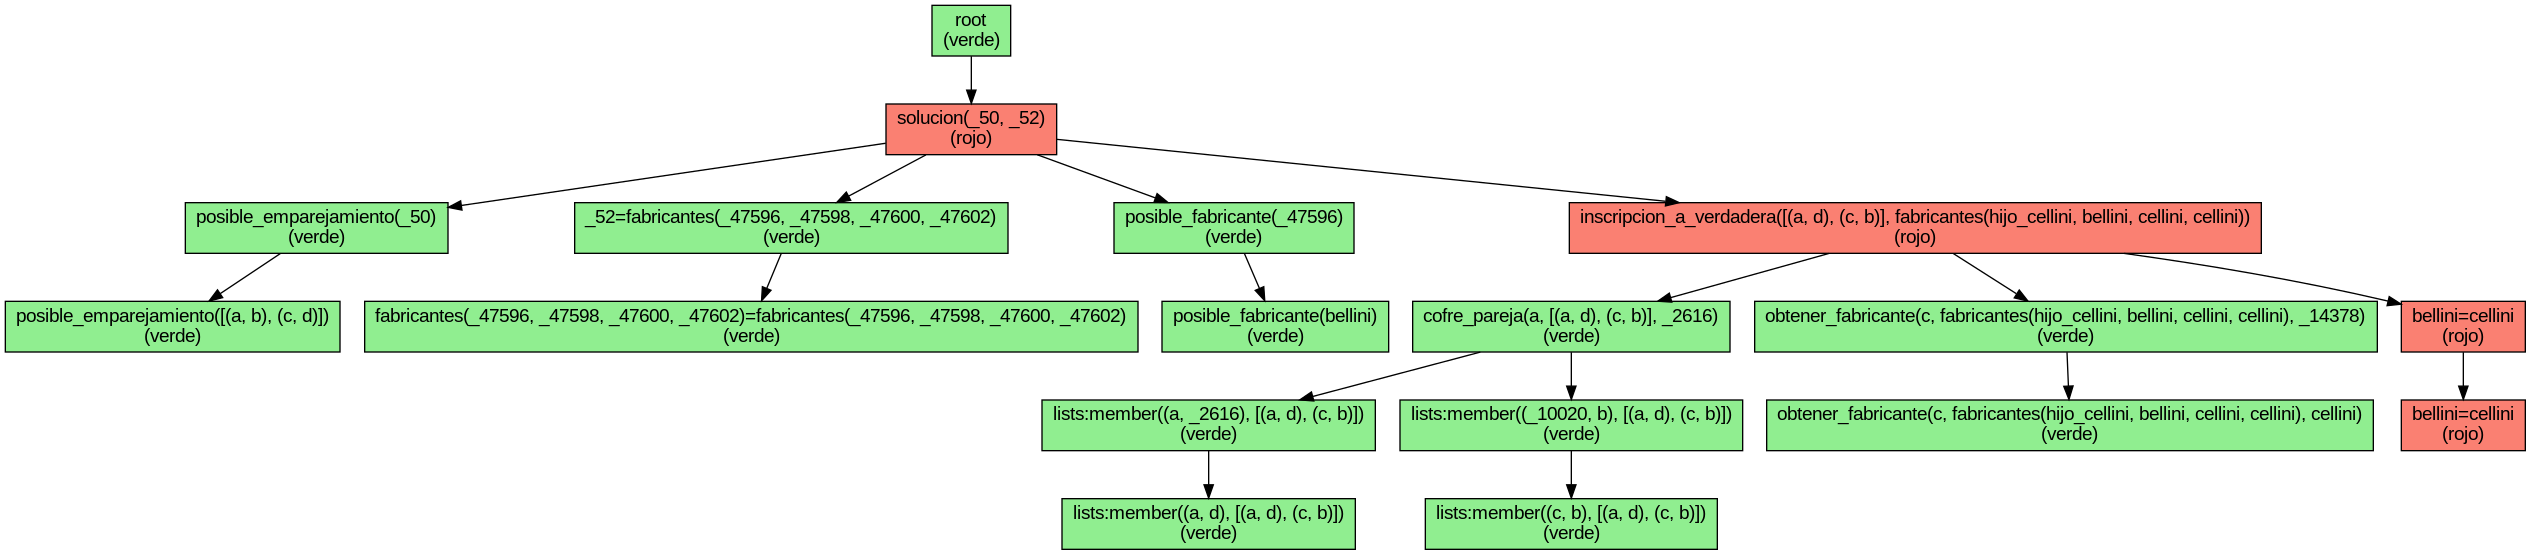 root
(verde)
solucion(_50, _52)
(rojo)
posible_emparejamiento(_50)
(verde)
_52=fabricantes(_47596, _47598, _47600, _47602)
(verde)
posible_fabricante(_47596)
(verde)
inscripcion_a_verdadera([(a, d), (c, b)], fabricantes(hijo_cellini, bellini, cellini, cellini))
(rojo)
posible_emparejamiento([(a, b), (c, d)])
(verde)
fabricantes(_47596, _47598, _47600, _47602)=fabricantes(_47596, _47598, _47600, _47602)
(verde)
posible_fabricante(bellini)
(verde)
cofre_pareja(a, [(a, d), (c, b)], _2616)
(verde)
obtener_fabricante(c, fabricantes(hijo_cellini, bellini, cellini, cellini), _14378)
(verde)
bellini=cellini
(rojo)
lists:member((a, _2616), [(a, d), (c, b)])
(verde)
lists:member((_10020, b), [(a, d), (c, b)])
(verde)
obtener_fabricante(c, fabricantes(hijo_cellini, bellini, cellini, cellini), cellini)
(verde)
bellini=cellini
(rojo)
lists:member((a, d), [(a, d), (c, b)])
(verde)
lists:member((c, b), [(a, d), (c, b)])
(verde)